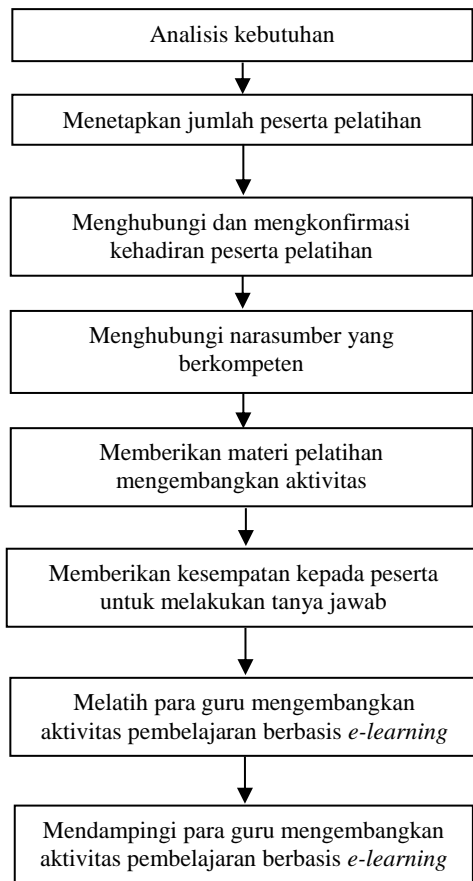 Analisis kebutuhan
Menetapkan jumlah peserta pelatihan
Menghubungi dan mengkonfirmasi
kehadiran peserta pelatihan
Menghubungi narasumber yang
berkompeten
Memberikan materi pelatihan
mengembangkan aktivitas
Memberikan kesempatan kepada peserta
untuk melakukan tanya jawab
Melatih para guru mengembangkan
aktivitas pembelajaran berbasis e-learning
Mendampingi para guru mengembangkan
aktivitas pembelajaran berbasis e-learning